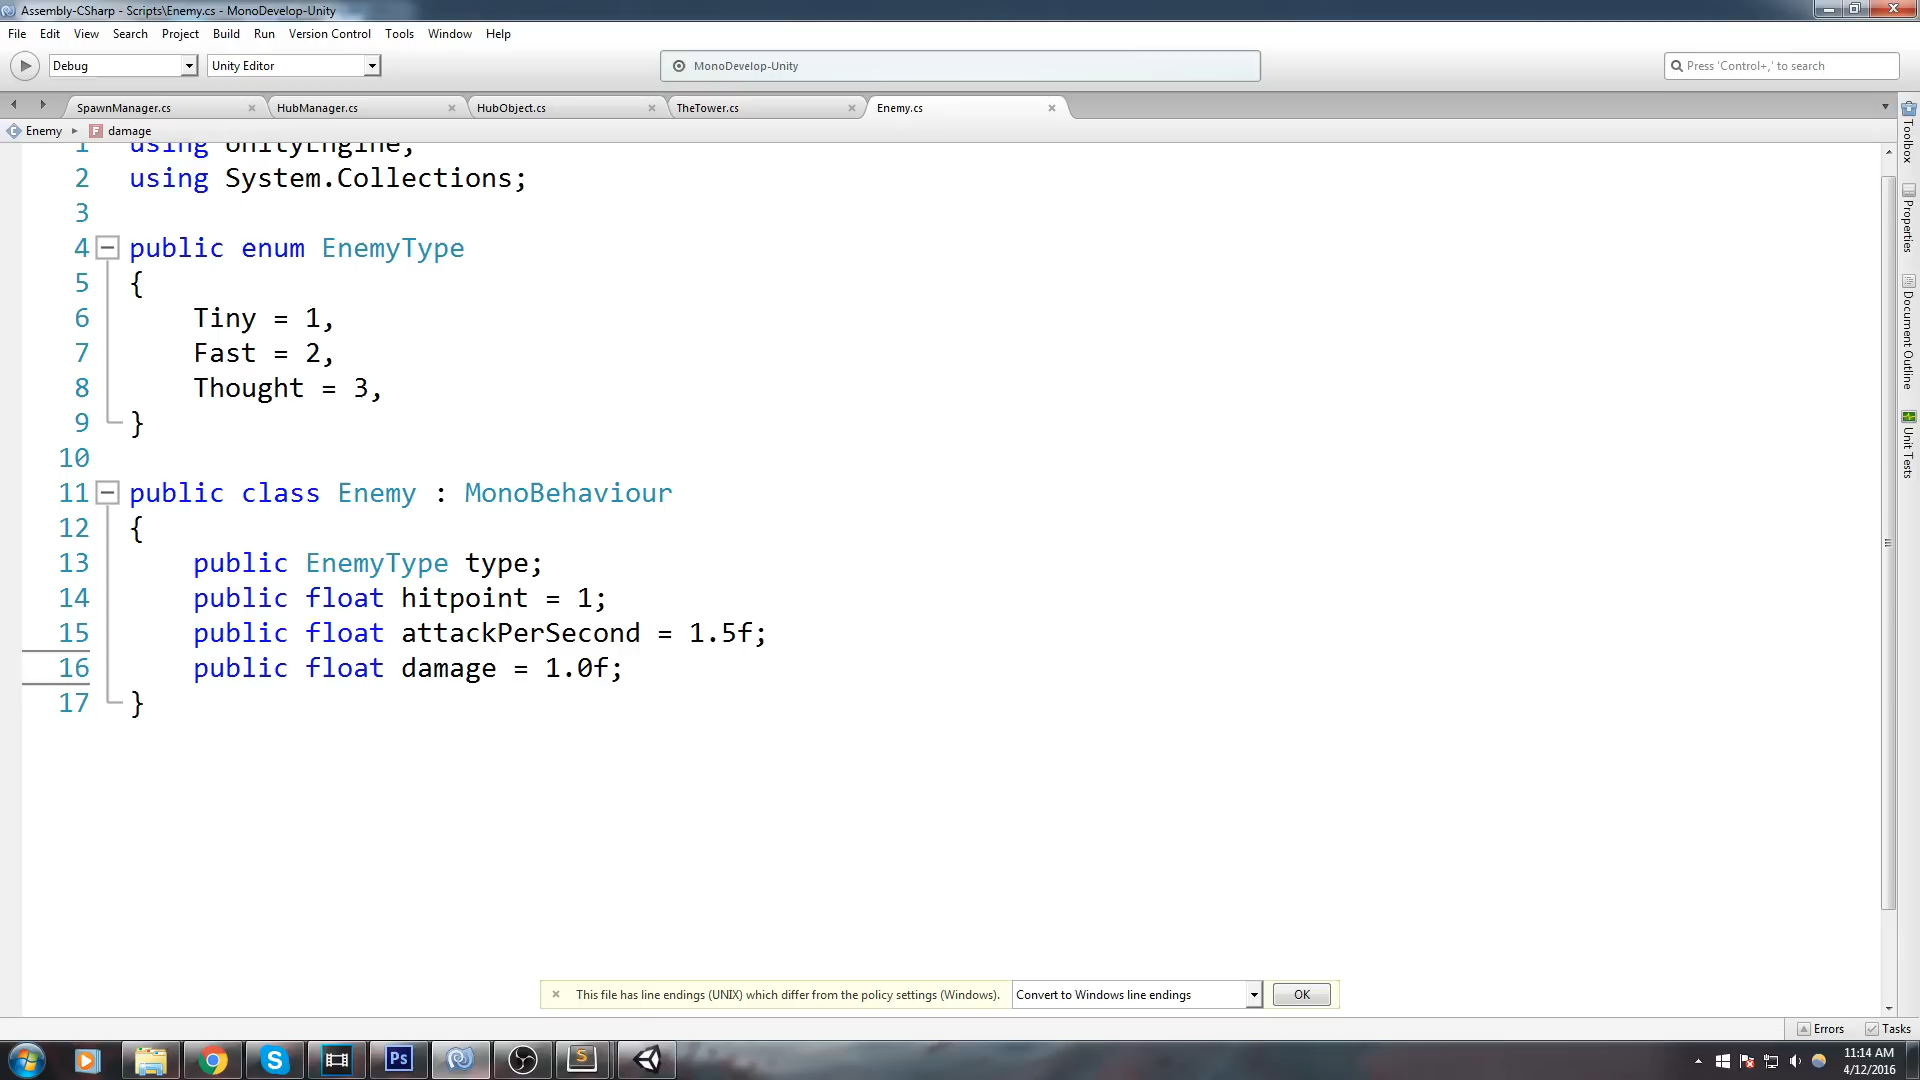 Assembly-CSharp - Scripts\Enemy.cs - MonoDevelop-Unity
File Edit View Search Project Build Run Version Control Tools Window Help
Debug Unity Editor MonoDevelop-Unity Press 'Control+,' to search
SpawnManager.cs HubManager.cs HubObject.cs TheTower.cs Enemy.cs
Enemy damage
1 using UnityEngine;
2 using System.Collections;
3
4 public enum EnemyType
5 {
6 Tiny = 1,
7 Fast = 2,
8 Thought = 3,
9 }
10
11 public class Enemy : MonoBehaviour
12 {
13 public EnemyType type;
14 public float hitpoint = 1;
15 public float attackPerSecond = 1.5f;
16 public float damage = 1.0f;
17 }
Toolbox
Properties
Document Outline
Unit Tests
This file has line endings (UNIX) which differ from the policy settings (Windows). Convert to Windows line endings OK
Errors Tasks
Ps
S
S
11:14 AM
4/12/2016